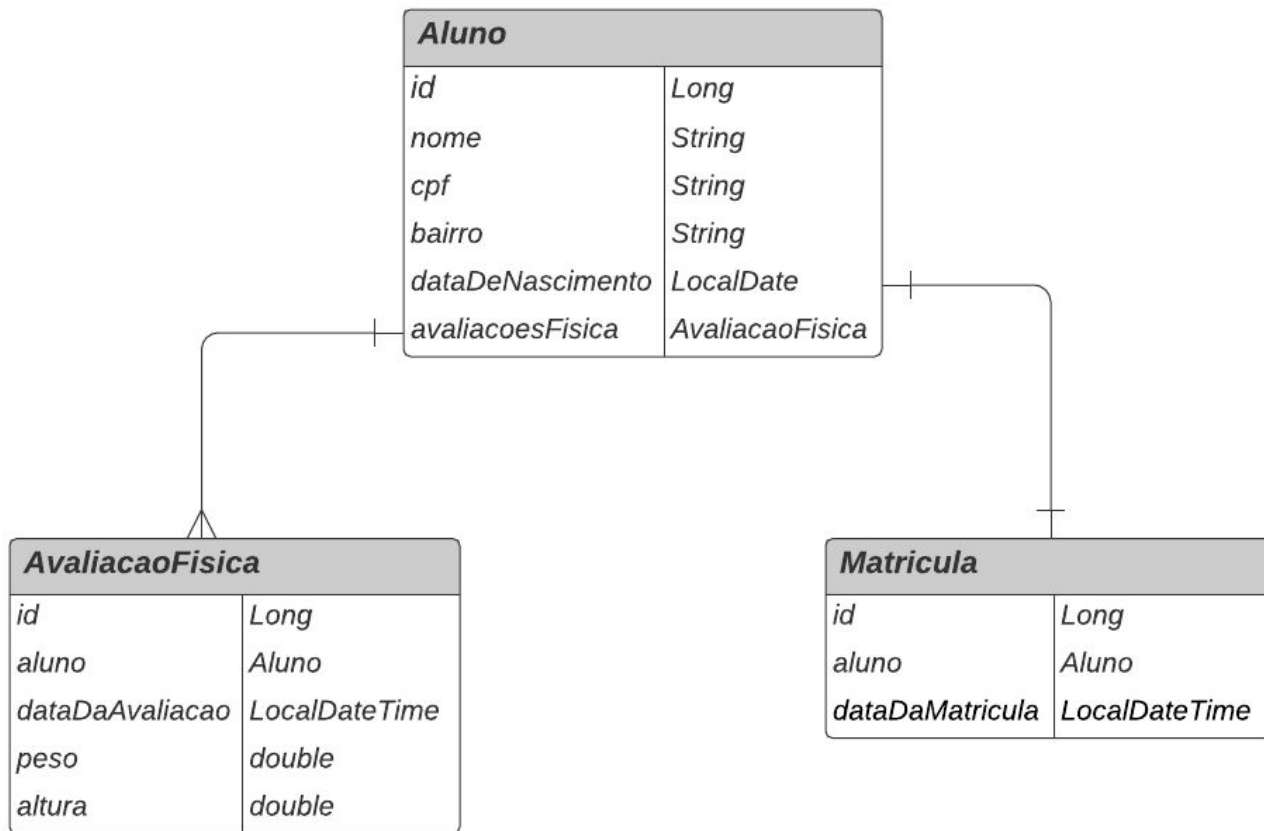 Aluno
id Long
nome String
cpf String
bairro String
dataDeNascimento LocalDate
avaliacoesFisica AvaliacaoFisica
AvaliacaoFisica
id Long
aluno Aluno
dataDaAvaliacao LocalDateTime
peso double
altura double
Matricula
id Long
aluno Aluno
dataDaMatricula LocalDateTime